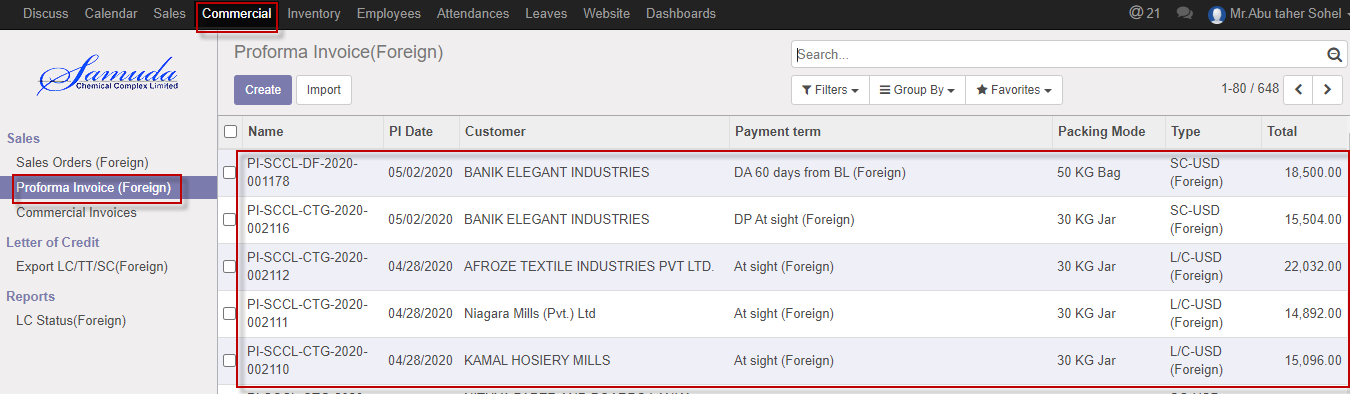 Discuss Calendar Sales Commercial Inventory Employees Attendances Leaves Website Dashboards @ 21 Mr.Abu taher Sohel
Samuda
Chemical Complex Limited
Sales
Sales Orders (Foreign)
Proforma Invoice (Foreign)
Commercial Invoices
Letter of Credit
Export LC/TT/SC(Foreign)
Reports
LC Status(Foreign)
Proforma Invoice(Foreign)
Search...
Create Import
Filters Group By Favorites 1-80 / 648
Name PI Date Customer Payment term Packing Mode Type Total
PI-SCCL-DF-2020- SC-USD
05/02/2020 BANIK ELEGANT INDUSTRIES DA 60 days from BL (Foreign) 50 KG Bag 18,500.00
001178 (Foreign)
PI-SCCL-CTG-2020- SC-USD
05/02/2020 BANIK ELEGANT INDUSTRIES DP At sight (Foreign) 30 KG Jar 15,504.00
002116 (Foreign)
PI-SCCL-CTG-2020- L/C-USD
04/28/2020 AFROZE TEXTILE INDUSTRIES PVT LTD. At sight (Foreign) 30 KG Jar 22,032.00
002112 (Foreign)
PI-SCCL-CTG-2020- L/C-USD
04/28/2020 Niagara Mills (Pvt.) Ltd At sight (Foreign) 30 KG Jar 14,892.00
002111 (Foreign)
PI-SCCL-CTG-2020- L/C-USD
04/28/2020 KAMAL HOSIERY MILLS At sight (Foreign) 30 KG Jar 15,096.00
002110 (Foreign)